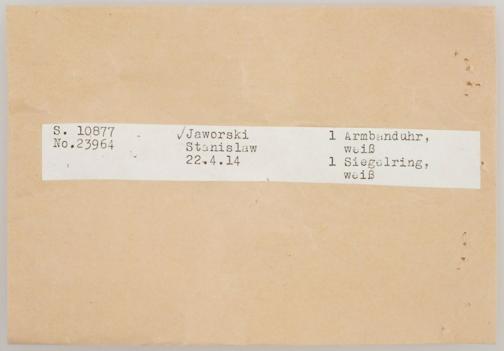 S. 10877 ✓Jaworski 1 Armbanduhr,
No.23964 Stanislaw weiß
22.4.14 1 Siegelring,
weiß